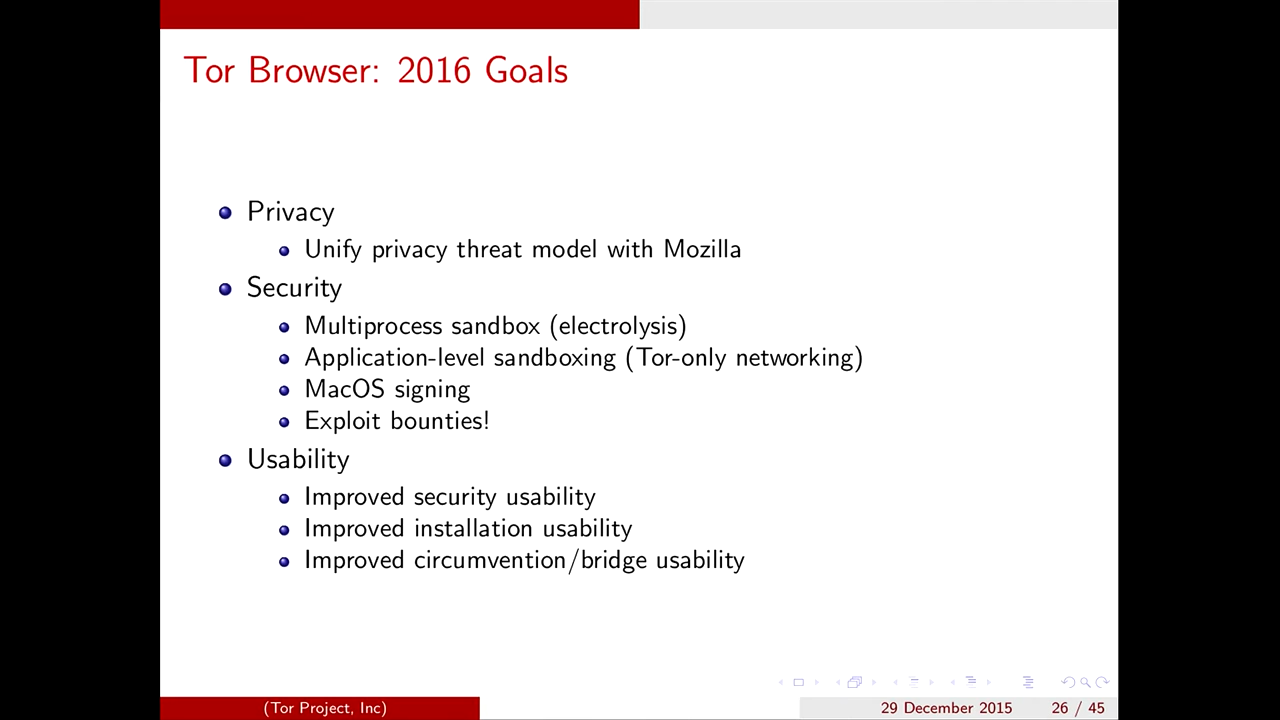 Tor Browser: 2016 Goals
Privacy
Unify privacy threat model with Mozilla
Security
Multiprocess sandbox (electrolysis)
Application-level sandboxing (Tor-only networking)
MacOS signing
Exploit bounties!
Usability
Improved security usability
Improved installation usability
Improved circumvention/bridge usability
(Tor Project, Inc)
29 December 2015
26 / 45